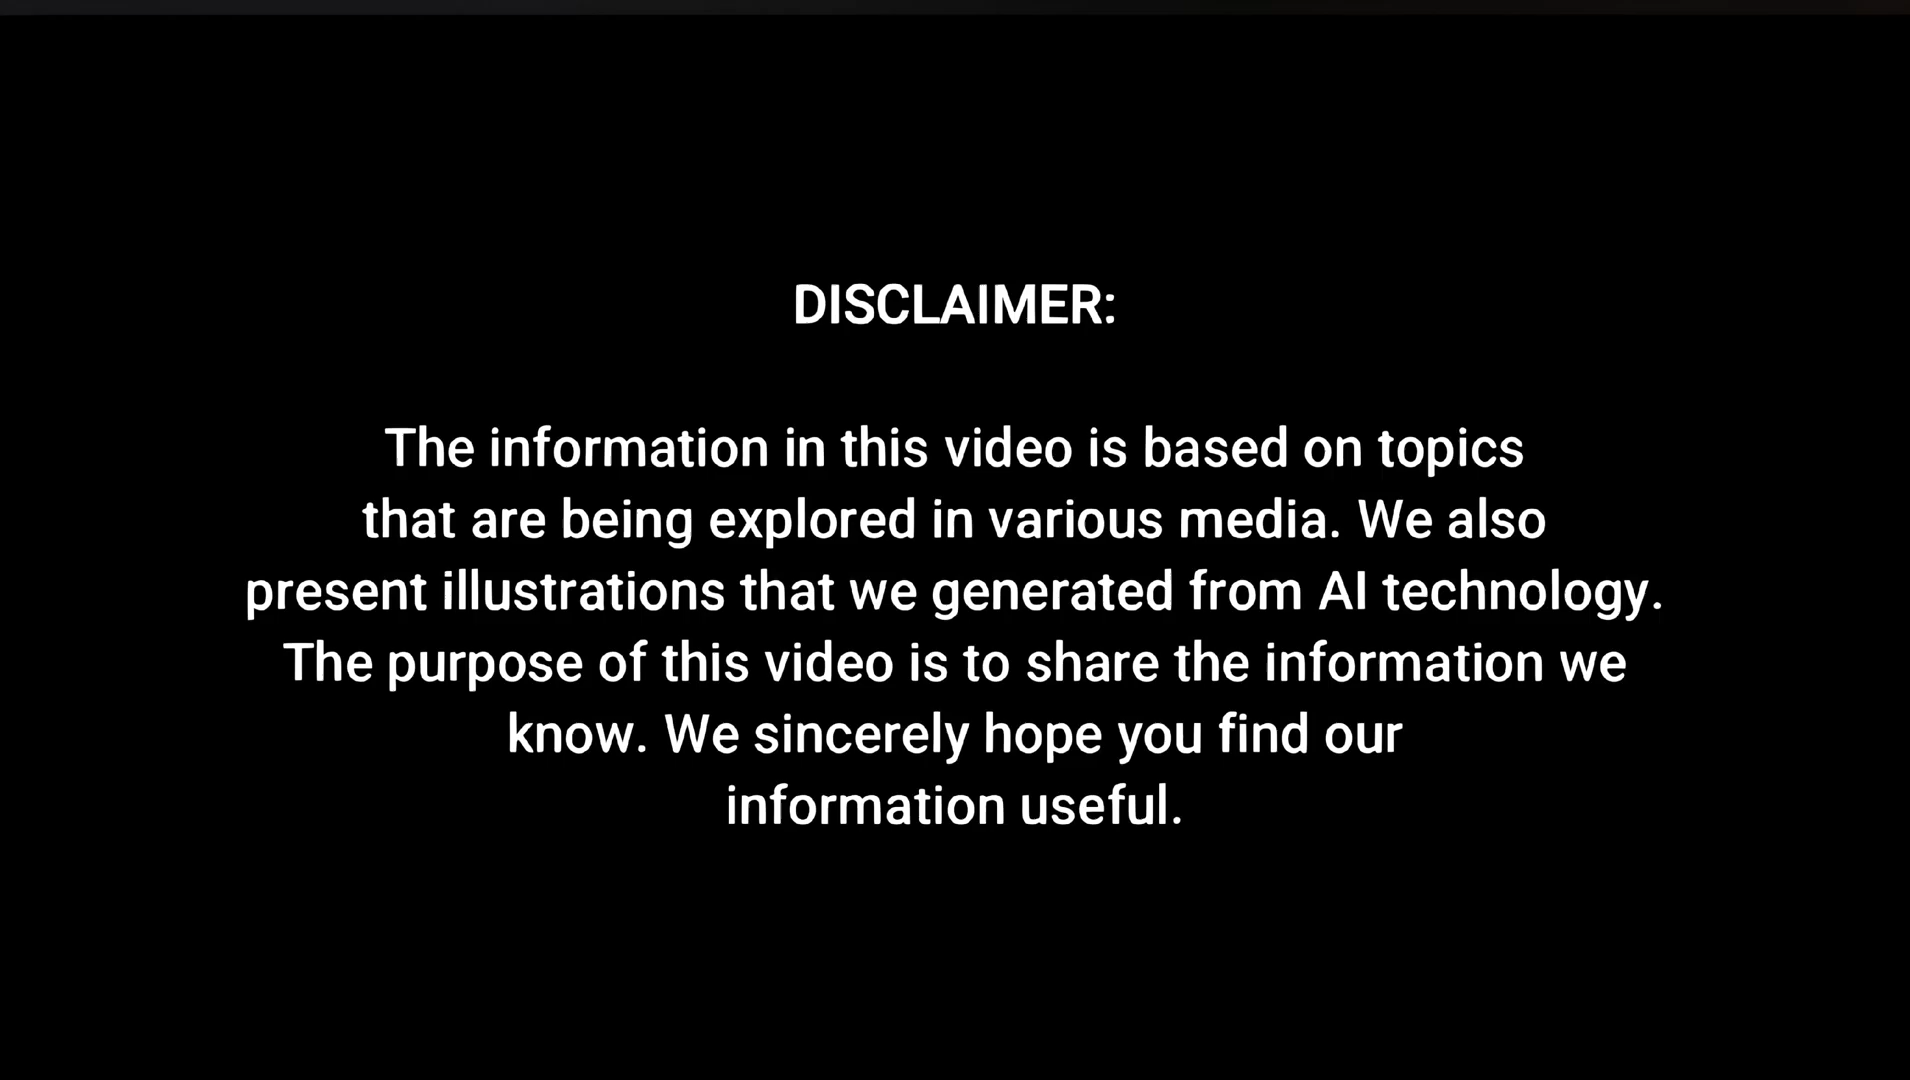 DISCLAIMER:
The information in this video is based on topics
that are being explored in various media. We also
present illustrations that we generated from AI technology.
The purpose of this video is to share the information we
know. We sincerely hope you find our
information useful.